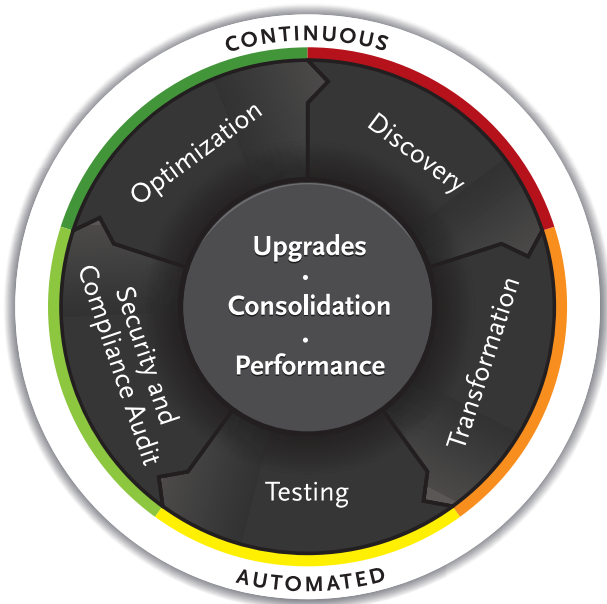 CONTINUOUS
Discovery
Transformation
Testing
Security and
Compliance Audit
Optimization
Upgrades
·
Consolidation
·
Performance
AUTOMATED